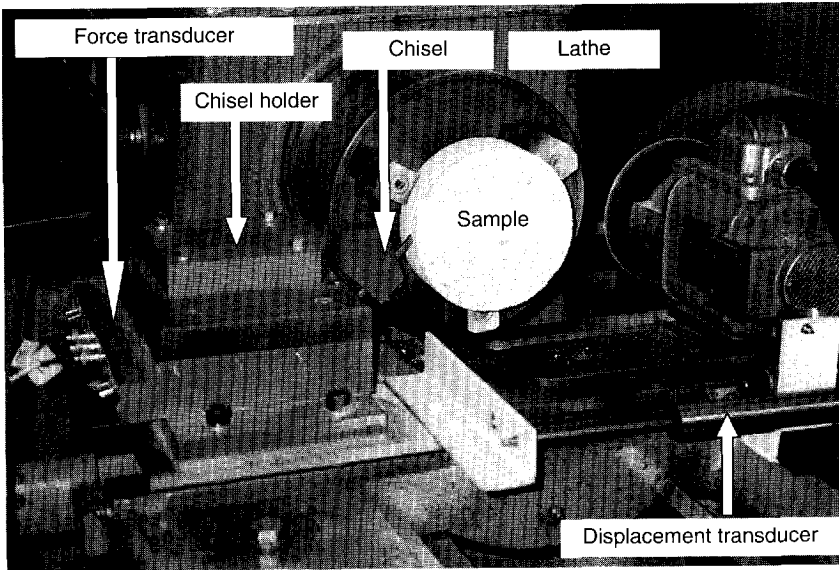 Force transducer
Chisel
Lathe
Chisel holder
Sample
Displacement transducer